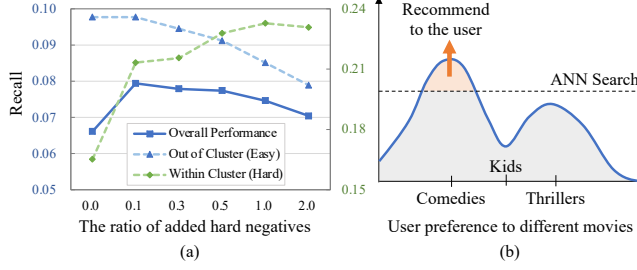 0.10
0.09
0.08
0.07
0.06
0.05
Recall
0.24
0.21
0.18
0.15
Overall Performance
Out of Cluster (Easy)
Within Cluster (Hard)
0.0 0.1 0.3 0.5 1.0 2.0
The ratio of added hard negatives
(a)
Recommend
to the user
ANN Search
Kids
Comedies Thrillers
User preference to different movies
(b)